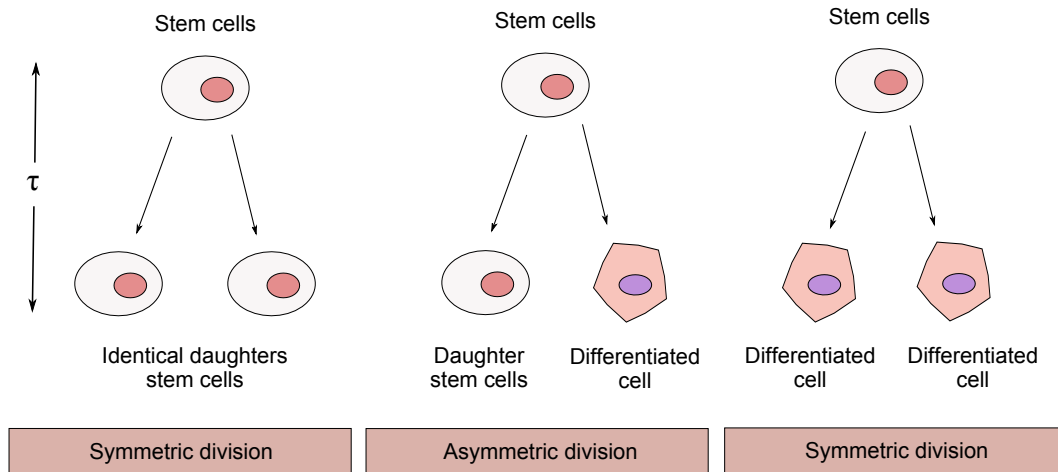 Stem cells
Stem cells
Stem cells
τ
Identical daughters
stem cells
Daughter
stem cells
Differentiated
cell
Differentiated
cell
Differentiated
cell
Symmetric division
Asymmetric division
Symmetric division